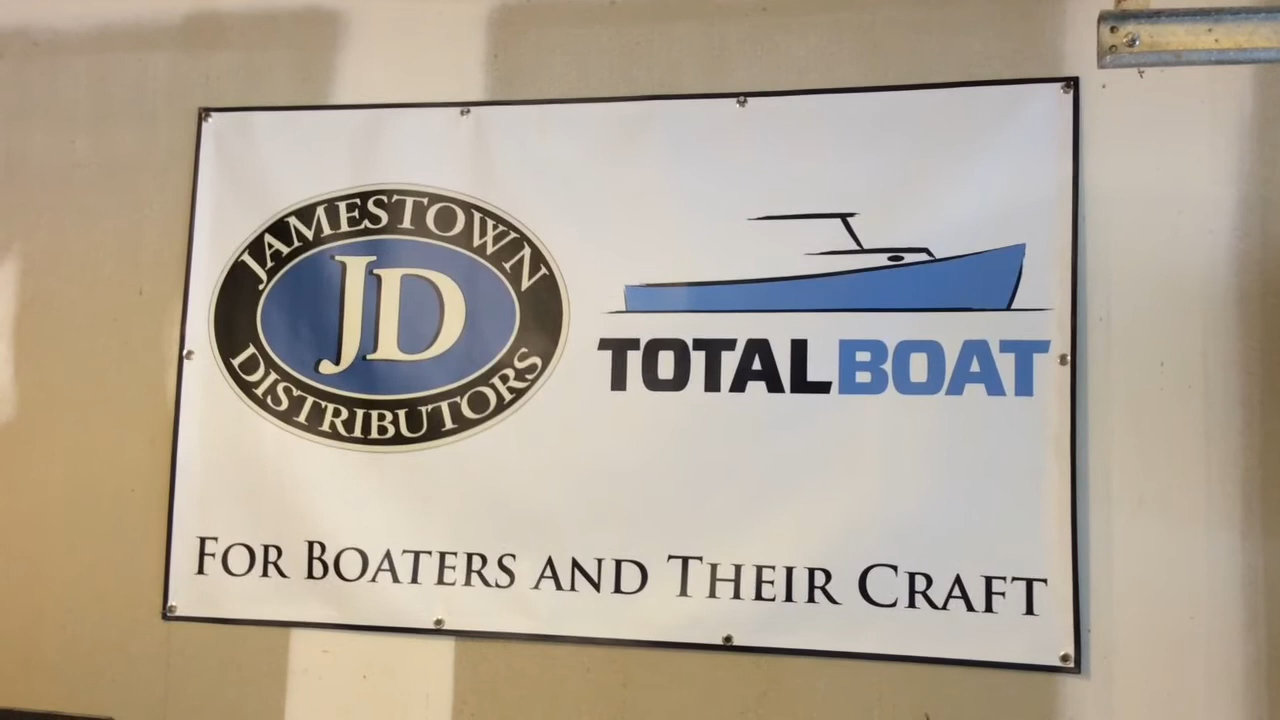 JAMESTOWN
JD
DISTRIBUTORS
TOTALBOAT
FOR BOATERS AND THEIR CRAFT